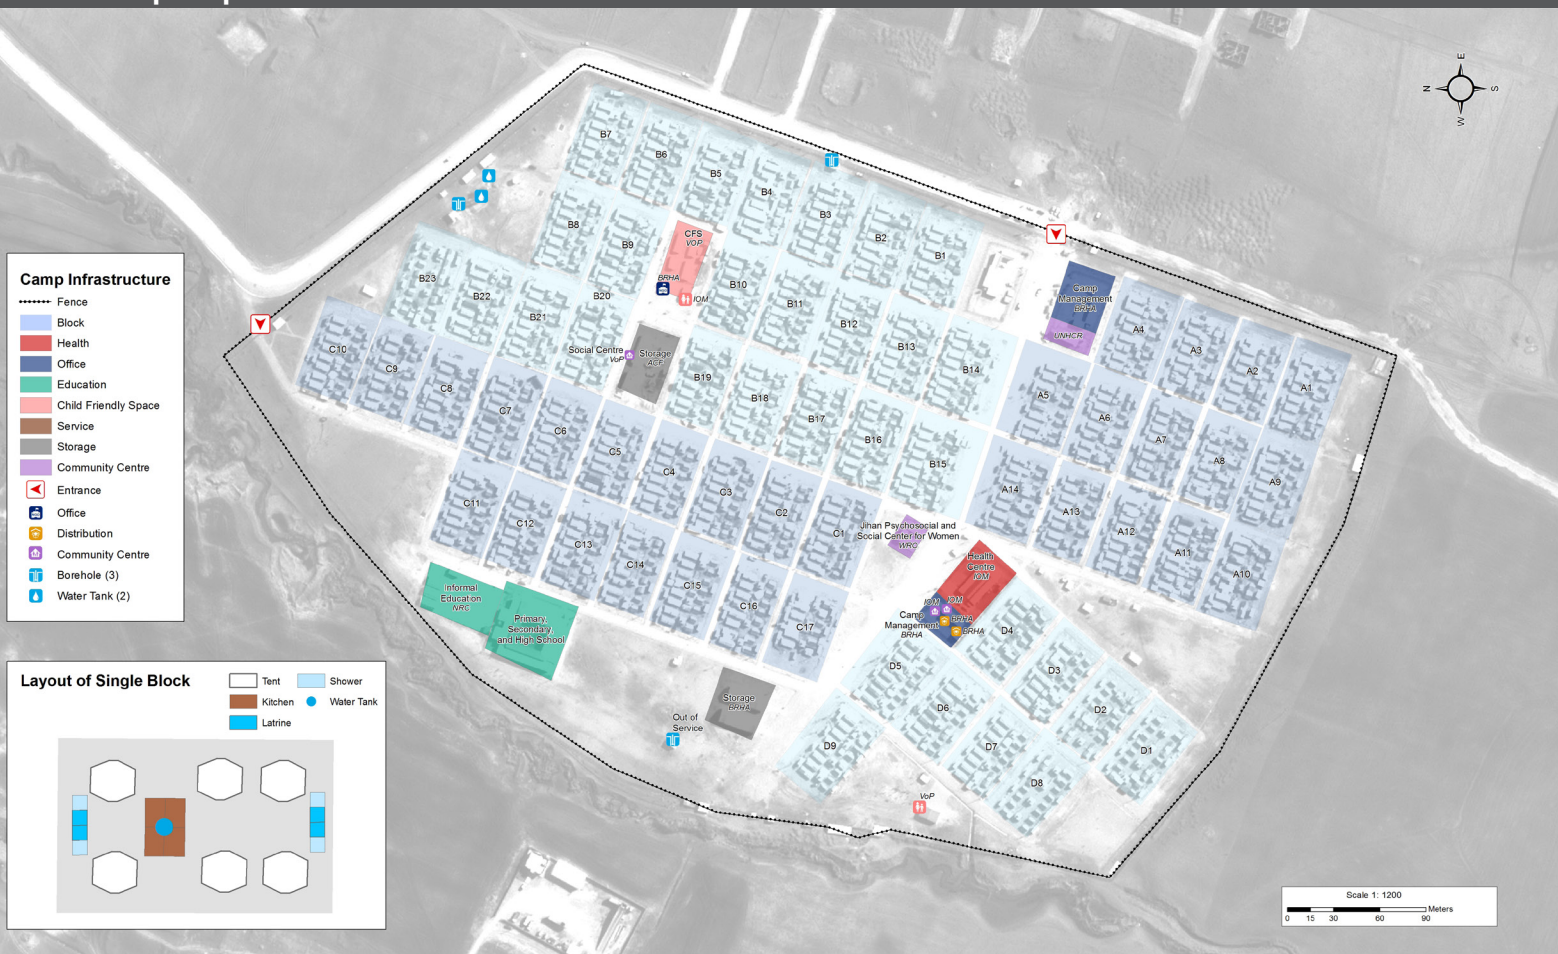 E
N
S
W
B7
B6
B5
B4
B3
B2
B1
B8
B9
CFS
VOP
BRHA
IOM
B10
B11
B12
B13
B14
B23
B22
B21
B20
Social Centre
VoP
Storage
ACF
B19
B18
B17
B16
B15
Camp
Management
BRHA
UNHCR
A4
A3
A2
A1
A5
A6
A7
A8
A9
A14
A13
A12
A11
A10
C10
C9
C8
C7
C6
C5
C4
C3
C2
C1
C11
C12
C13
C14
C15
C16
C17
Jihan Psychosocial and
Social Center for Women
WRO
Health
Centre
IOM
IOM
IOM
Camp
Management
BRHA
BRHA
BRHA
D4
D3
D2
D1
D5
D6
D7
D8
D9
VoP
Informal
Education
NRC
Primary,
Secondary,
and High School
Storage
BRHA
Out of
Service
Camp Infrastructure
Fence
Block
Health
Office
Education
Child Friendly Space
Service
Storage
Community Centre
Entrance
Office
Distribution
Community Centre
Borehole (3)
Water Tank (2)
Layout of Single Block
Tent
Shower
Kitchen
Water Tank
Latrine
Scale 1: 1200
Meters
0 15 30 60 90